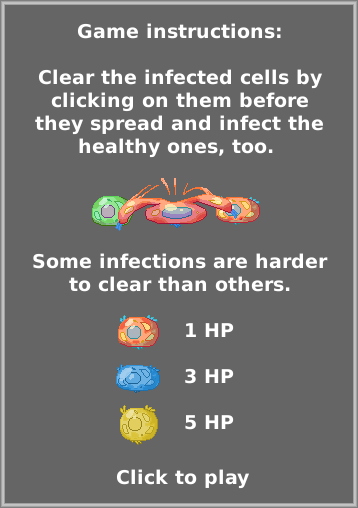 Game instructions:
Clear the infected cells by
clicking on them before
they spread and infect the
healthy ones, too.
Some infections are harder
to clear than others.
1 HP
3 HP
5 HP
Click to play